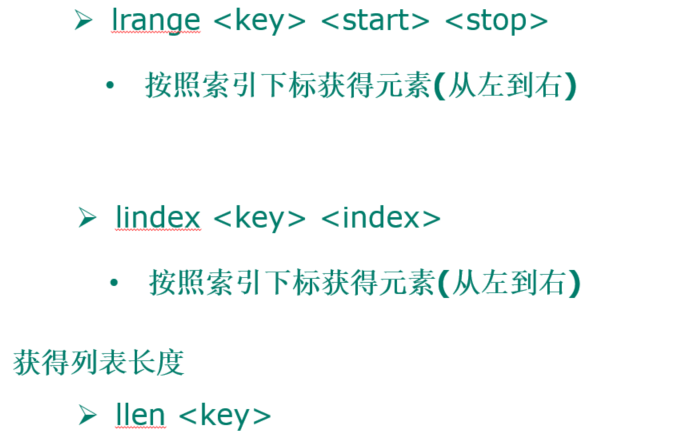 ➢ lrange <key> <start> <stop>
• 按照索引下标获得元素(从左到右)
➢ lindex <key> <index>
• 按照索引下标获得元素(从左到右)
获得列表长度
➢ llen <key>